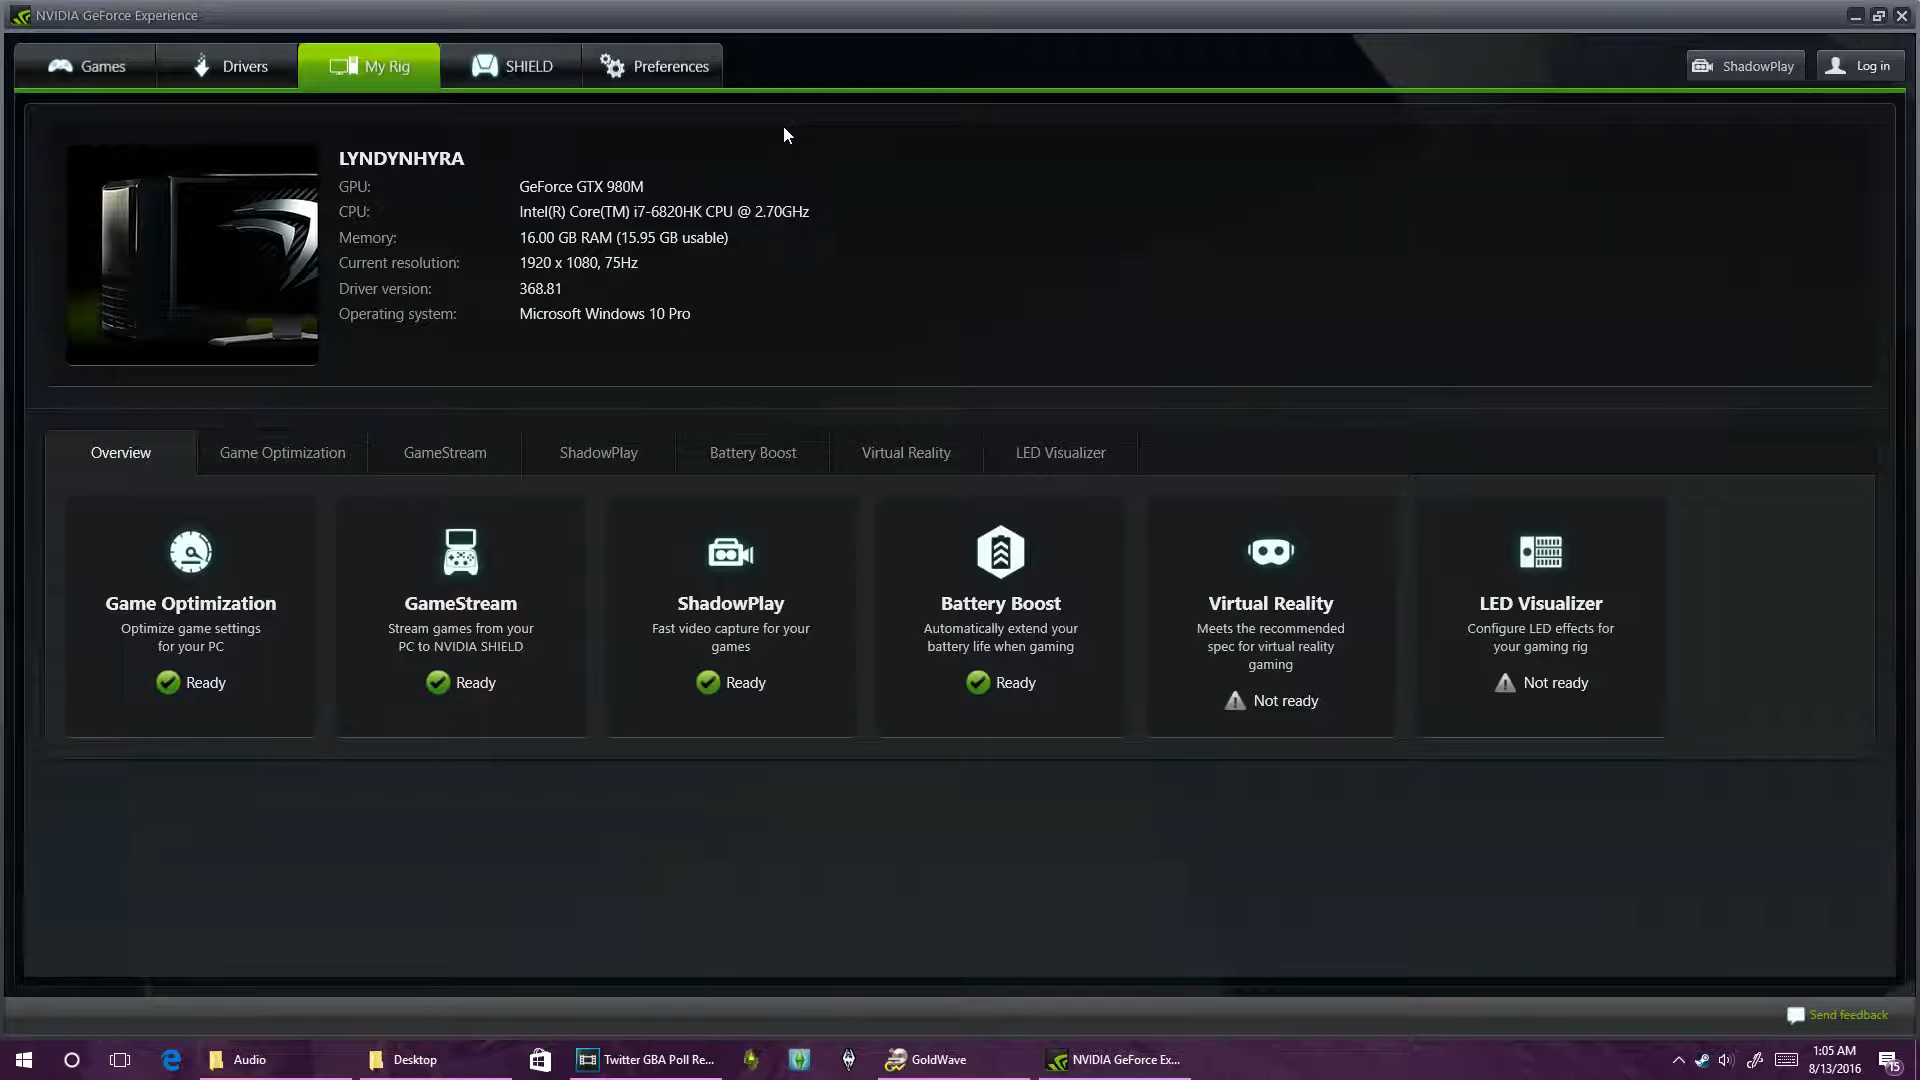 NVIDIA GeForce Experience
Games
Drivers
My Rig
SHIELD
Preferences
ShadowPlay
Log in
LYNDYNHYRA
GPU: GeForce GTX 980M
CPU: Intel(R) Core(TM) i7-6820HK CPU @ 2.70GHz
Memory: 16.00 GB RAM (15.95 GB usable)
Current resolution: 1920 x 1080, 75Hz
Driver version: 368.81
Operating system: Microsoft Windows 10 Pro
Overview
Game Optimization
GameStream
ShadowPlay
Battery Boost
Virtual Reality
LED Visualizer
Game Optimization
Optimize game settings
for your PC
Ready
GameStream
Stream games from your
PC to NVIDIA SHIELD
Ready
ShadowPlay
Fast video capture for your
games
Ready
Battery Boost
Automatically extend your
battery life when gaming
Ready
Virtual Reality
Meets the recommended
spec for virtual reality
gaming
Not ready
LED Visualizer
Configure LED effects for
your gaming rig
Not ready
Send feedback
Audio
Desktop
Twitter GBA Poll Re...
GoldWave
NVIDIA GeForce Ex...
1:05 AM
8/13/2016
15